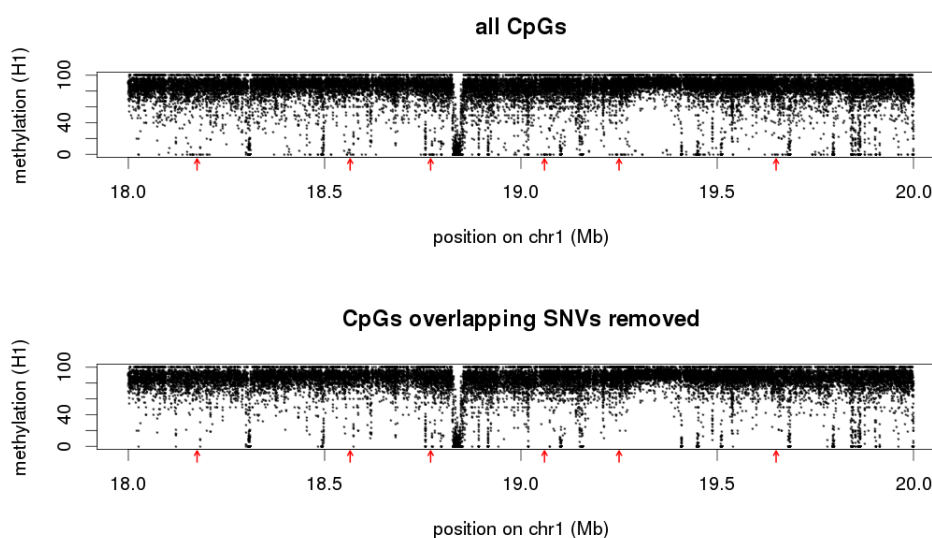 all CpGs
methylation (H1)
100
40
0
18.0 18.5 19.0 19.5 20.0
position on chr1 (Mb)
CpGs overlapping SNVs removed
methylation (H1)
100
40
0
18.0 18.5 19.0 19.5 20.0
position on chr1 (Mb)